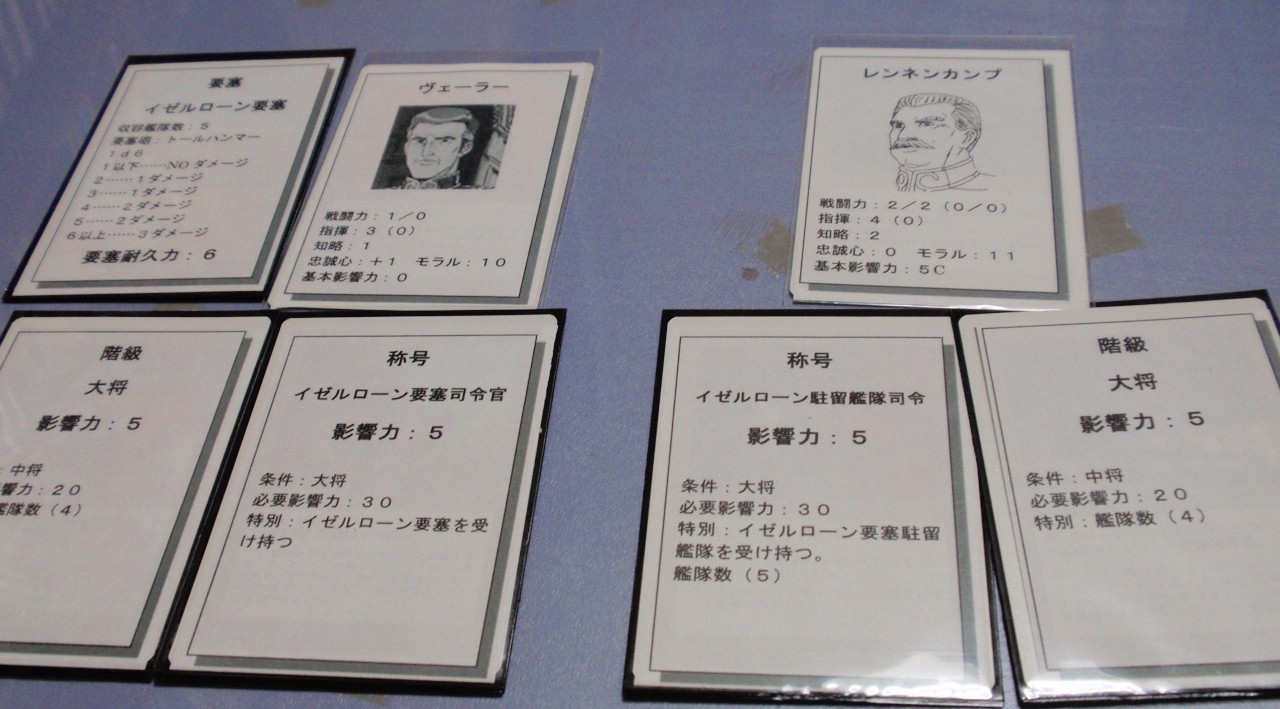 要塞
イゼルローン要塞
収容艦隊数：５
要塞砲：トールハンマー
１ｄ６
１以下……NOダメージ
２……１ダメージ
３……１ダメージ
４……２ダメージ
５……２ダメージ
６以上……３ダメージ
要塞耐久力：６
ヴェーラー
戦闘力：１／０
指揮：３（０）
知略：１
忠誠心：＋１　モラル：１０
基本影響力：０
レンネンカンプ
戦闘力：２／２（０／０）
指揮：４（０）
知略：２
忠誠心：０　モラル：１１
基本影響力：５C
階級
大将
影響力：５
：中将
響力：２０
艦隊数（４）
称号
イゼルローン要塞司令官
影響力：５
条件：大将
必要影響力：３０
特別：イゼルローン要塞を受
け持つ
称号
イゼルローン駐留艦隊司令
影響力：５
条件：大将
必要影響力：３０
特別：イゼルローン要塞駐留
艦隊を受け持つ。
艦隊数（５）
階級
大将
影響力：５
条件：中将
必要影響力：２０
特別：艦隊数（４）